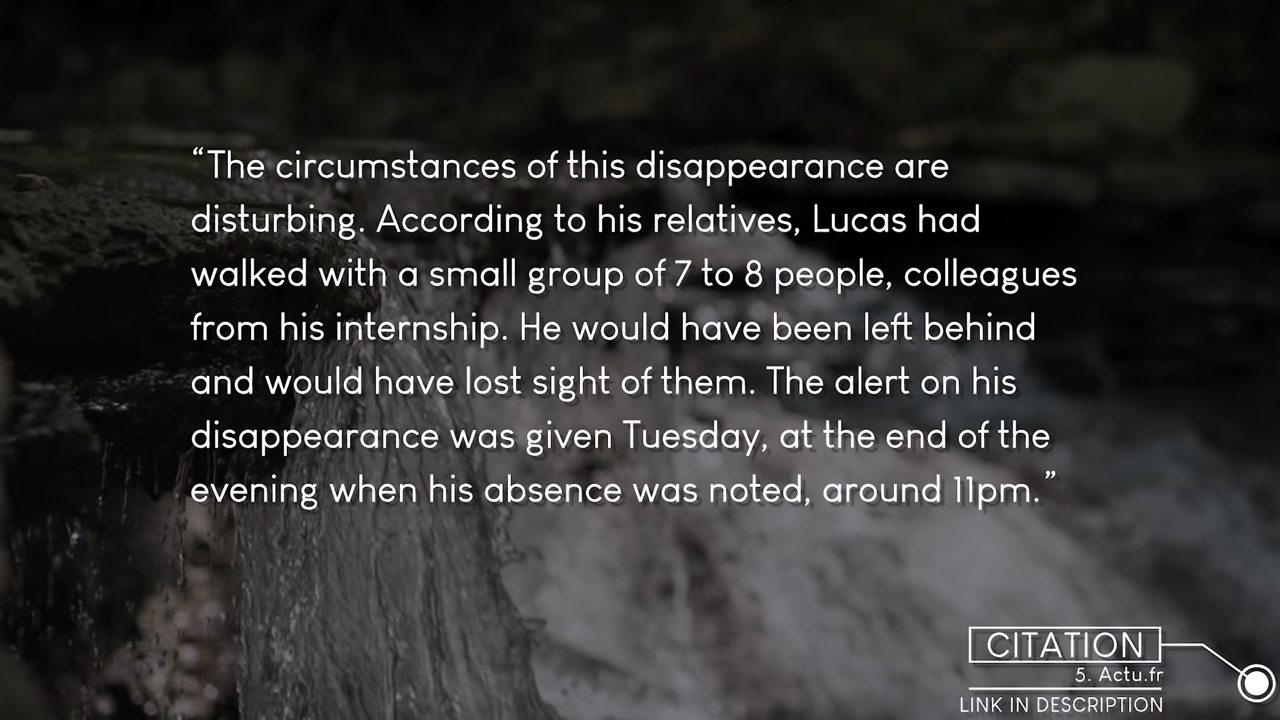 “The circumstances of this disappearance are
disturbing. According to his relatives, Lucas had
walked with a small group of 7 to 8 people, colleagues
from his internship. He would have been left behind
and would have lost sight of them. The alert on his
disappearance was given Tuesday, at the end of the
evening when his absence was noted, around 11pm.”
CITATION
5. Actu.fr
LINK IN DESCRIPTION